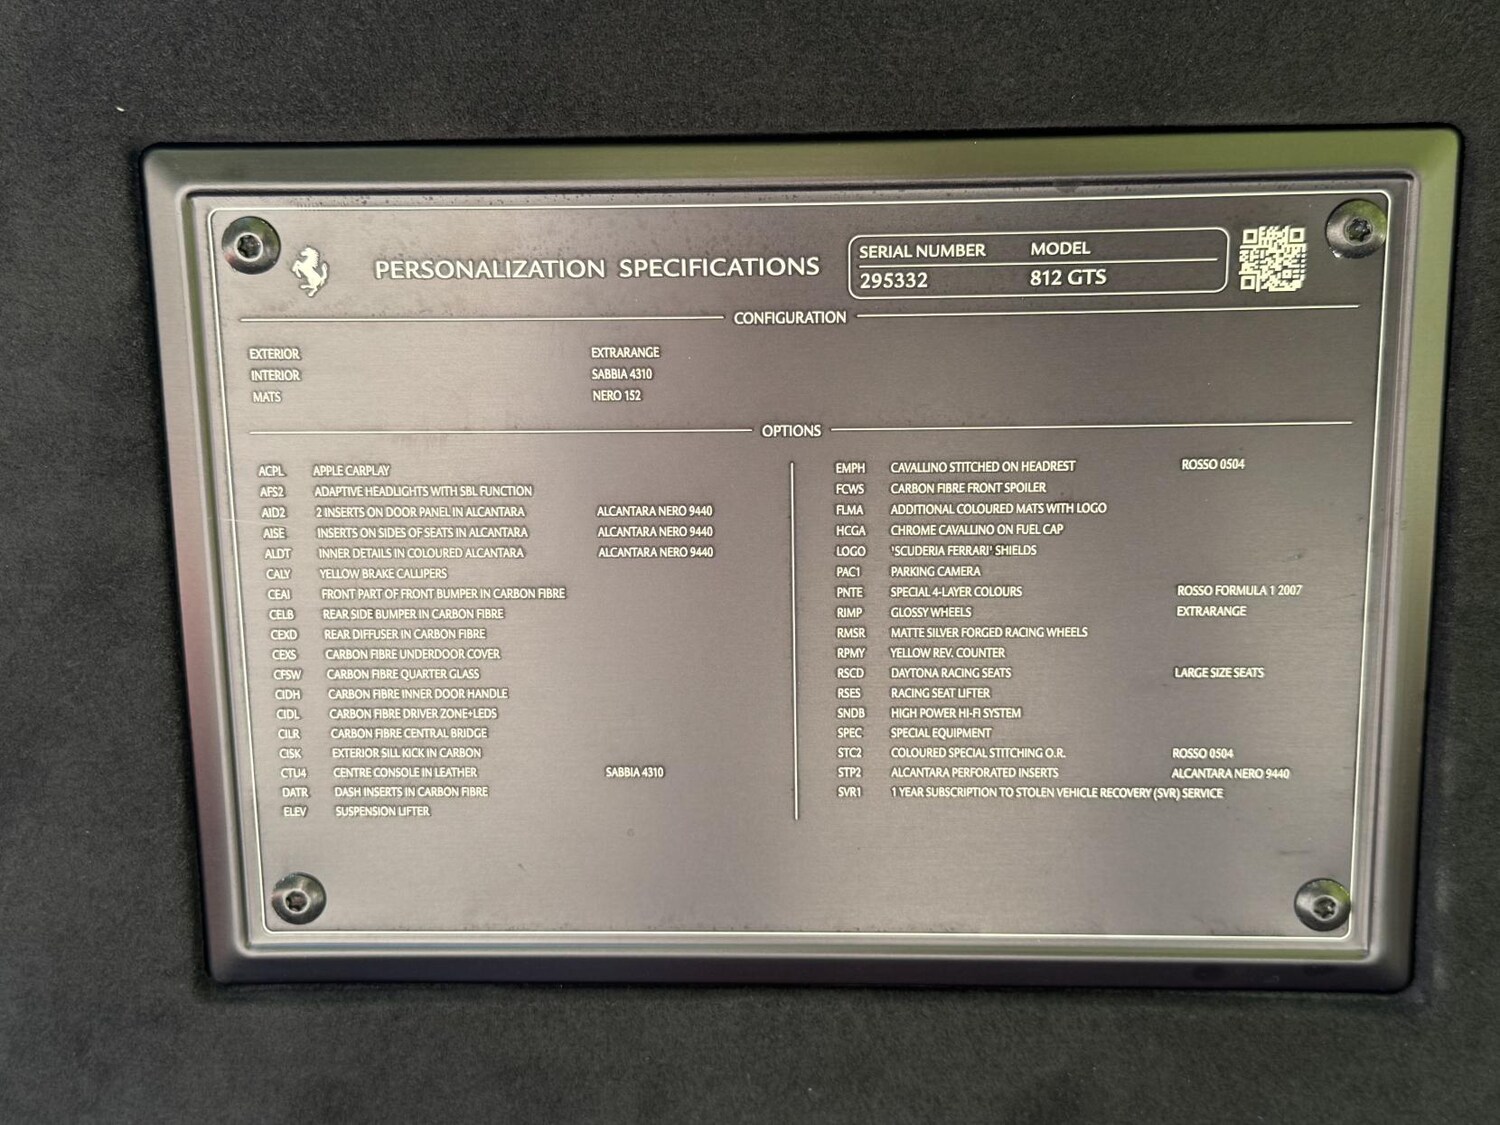 PERSONALIZATION SPECIFICATIONS
SERIAL NUMBER MODEL
295332 812 GTS
CONFIGURATION
EXTERIOR EXTRARANGE
INTERIOR SABBIA 4310
MATS NERO 152
OPTIONS
ACPL APPLE CARPLAY
AFS2 ADAPTIVE HEADLIGHTS WITH SBL FUNCTION
AID2 2 INSERTS ON DOOR PANEL IN ALCANTARA ALCANTARA NERO 9440
AISE INSERTS ON SIDES OF SEATS IN ALCANTARA ALCANTARA NERO 9440
ALDT INNER DETAILS IN COLOURED ALCANTARA ALCANTARA NERO 9440
CALY YELLOW BRAKE CALLIPERS
CEAI FRONT PART OF FRONT BUMPER IN CARBON FIBRE
CELB REAR SIDE BUMPER IN CARBON FIBRE
CEXD REAR DIFFUSER IN CARBON FIBRE
CEXS CARBON FIBRE UNDERDOOR COVER
CFSW CARBON FIBRE QUARTER GLASS
CIDH CARBON FIBRE INNER DOOR HANDLE
CIDL CARBON FIBRE DRIVER ZONE+LEDS
CILR CARBON FIBRE CENTRAL BRIDGE
CISK EXTERIOR SILL KICK IN CARBON
CTU4 CENTRE CONSOLE IN LEATHER SABBIA 4310
DATR DASH INSERTS IN CARBON FIBRE
ELEV SUSPENSION LIFTER
EMPH CAVALLINO STITCHED ON HEADREST ROSSO 0504
FCWS CARBON FIBRE FRONT SPOILER
FLMA ADDITIONAL COLOURED MATS WITH LOGO
HCGA CHROME CAVALLINO ON FUEL CAP
LOGO 'SCUDERIA FERRARI' SHIELDS
PAC1 PARKING CAMERA
PNTE SPECIAL 4-LAYER COLOURS ROSSO FORMULA 1 2007
RIMP GLOSSY WHEELS EXTRARANGE
RMSR MATTE SILVER FORGED RACING WHEELS
RPMY YELLOW REV. COUNTER
RSCD DAYTONA RACING SEATS LARGE SIZE SEATS
RSES RACING SEAT LIFTER
SNDB HIGH POWER HI-FI SYSTEM
SPEC SPECIAL EQUIPMENT
STC2 COLOURED SPECIAL STITCHING O.R. ROSSO 0504
STP2 ALCANTARA PERFORATED INSERTS ALCANTARA NERO 9440
SVR1 1 YEAR SUBSCRIPTION TO STOLEN VEHICLE RECOVERY (SVR) SERVICE